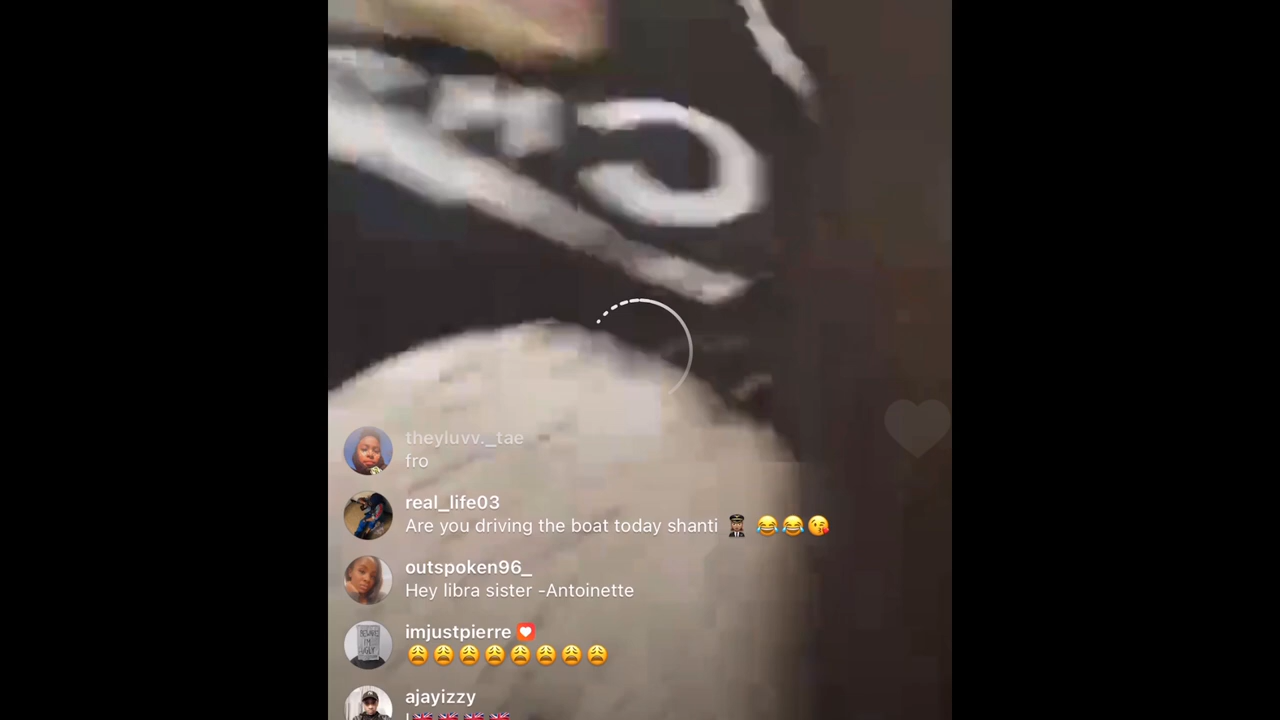 theyluvv._tae
fro
real_life03
Are you driving the boat today shanti 👩🏽‍✈️ 😂😂😘
outspoken96_
Hey libra sister -Antoinette
imjustpierre
😩😩😩😩😩😩😩😩
ajayizzy
🇬🇧🇬🇧🇬🇧🇬🇧